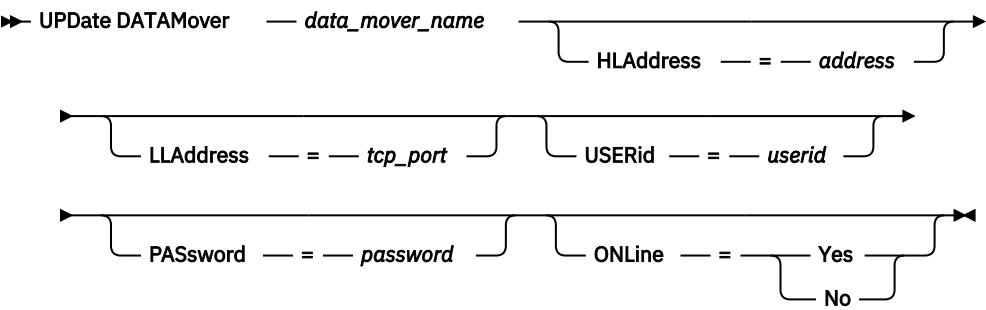 UPDate DATAMover data_mover_name
HLAddress = address
LLAddress = tcp_port USERid = userid
PASsword = password ONLine = Yes
No